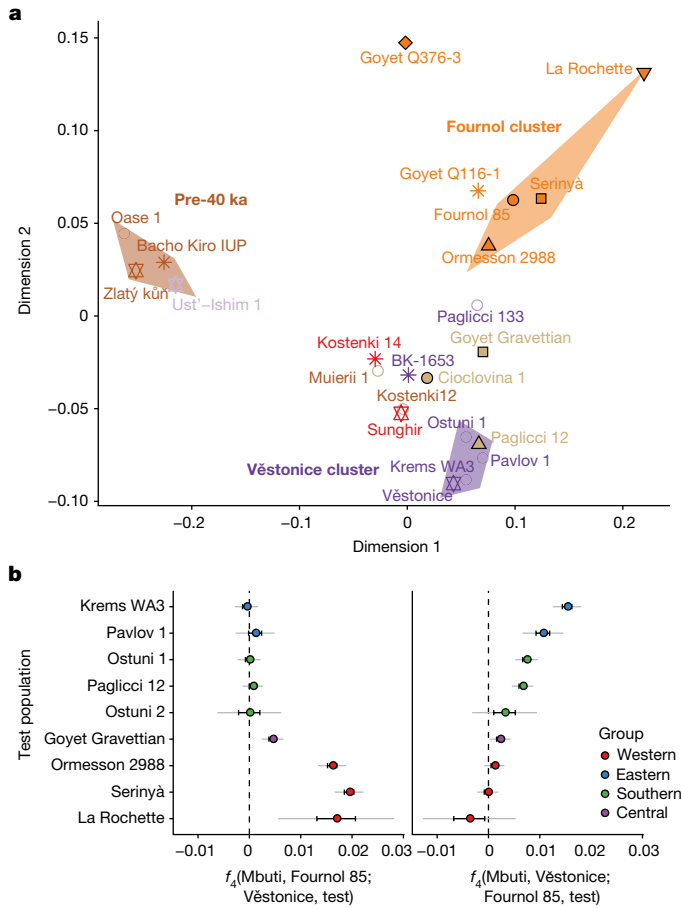 a
0.15
0.10
0.05
0
−0.05
−0.10
Dimension 2
Goyet Q376-3
La Rochette
Fournol cluster
Goyet Q116-1
Serinyà
Pre-40 ka
Fournol 85
Oase 1
Bacho Kiro IUP
Ormesson 2988
Zlatý kůň
Ust'−Ishim 1
Paglicci 133
Kostenki 14
Goyet Gravettian
BK-1653
Muierii 1
Cioclovina 1
Kostenki12
Sunghir
Ostuni 1
Paglicci 12
Věstonice cluster
Krems WA3
Pavlov 1
Věstonice
−0.2
−0.1
0
0.1
0.2
Dimension 1
b
Test population
Krems WA3
Pavlov 1
Ostuni 1
Paglicci 12
Ostuni 2
Goyet Gravettian
Ormesson 2988
Serinyà
La Rochette
Group
Western
Eastern
Southern
Central
−0.01 0 0.01 0.02 0.03
−0.01 0 0.01 0.02 0.03
f4(Mbuti, Fournol 85;
Věstonice, test)
f4(Mbuti, Věstonice;
Fournol 85, test)